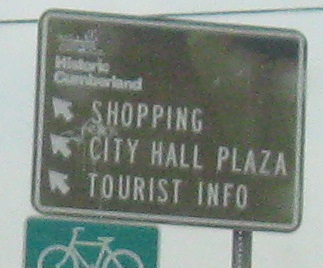 Historic
Cumberland
SHOPPING
CITY HALL PLAZA
TOURIST INFO